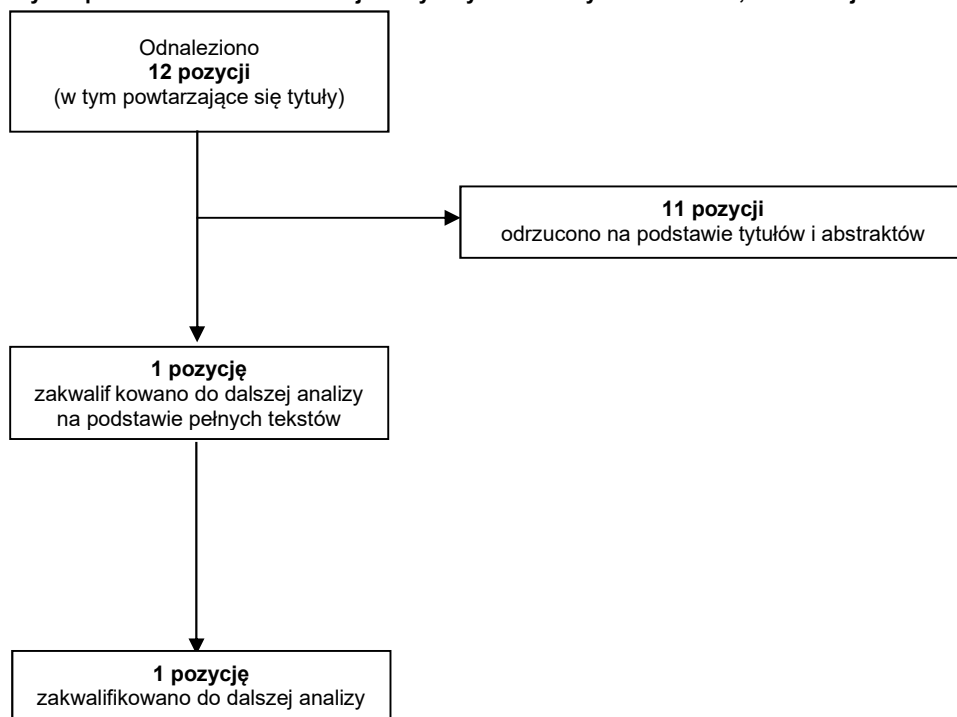 Odnaleziono
12 pozycji
(w tym powtarzające się tytuły)
11 pozycji
odrzucono na podstawie tytułów i abstraktów
1 pozycję
zakwalif kowano do dalszej analizy
na podstawie pełnych tekstów
1 pozycję
zakwalifikowano do dalszej analizy